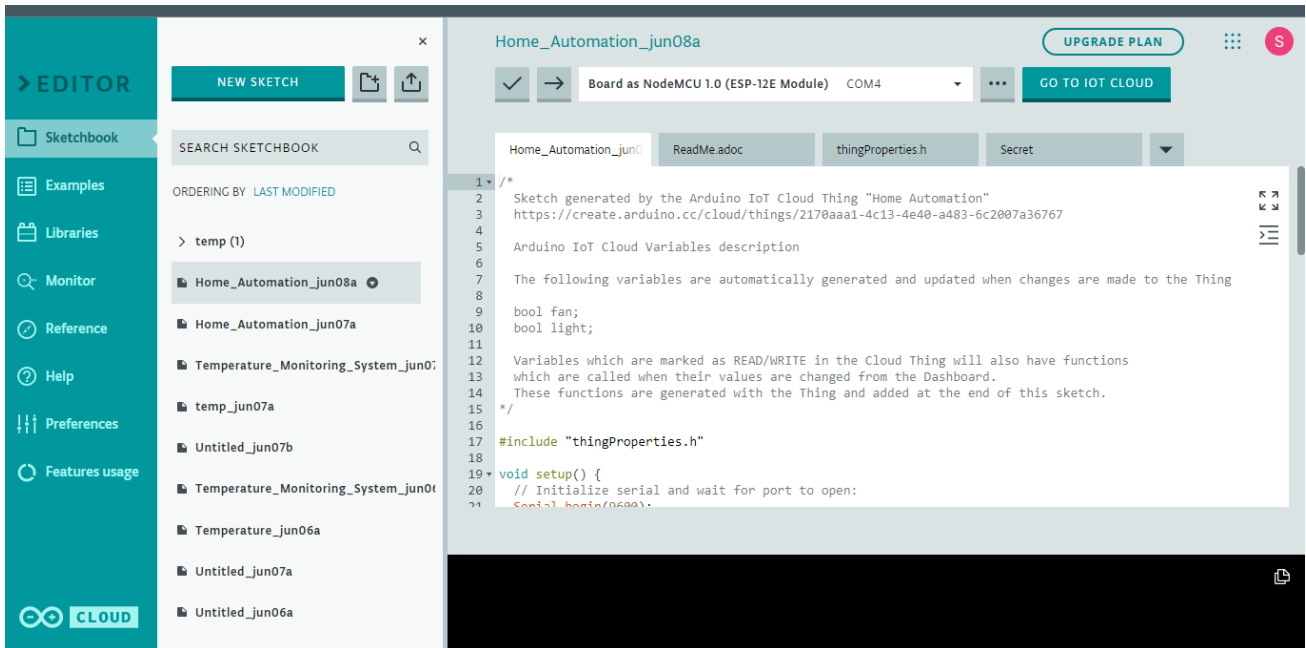 EDITOR
Sketchbook
Examples
Libraries
Monitor
Reference
Help
Preferences
Features usage
CLOUD
×
NEW SKETCH
SEARCH SKETCHBOOK
ORDERING BY LAST MODIFIED
temp (1)
Home_Automation_jun08a
Home_Automation_jun07a
Temperature_Monitoring_System_jun07
temp_jun07a
Untitled_jun07b
Temperature_Monitoring_System_jun06
Temperature_jun06a
Untitled_jun07a
Untitled_jun06a
Home_Automation_jun08a
UPGRADE PLAN
S
Board as NodeMCU 1.0 (ESP-12E Module) COM4
GO TO IOT CLOUD
Home_Automation_jun0 ReadMe.adoc thingProperties.h Secret
1 /*
2 Sketch generated by the Arduino IoT Cloud Thing "Home Automation"
3 https://create.arduino.cc/cloud/things/2170aaa1-4c13-4e40-a483-6c2007a36767
4
5 Arduino IoT Cloud Variables description
6
7 The following variables are automatically generated and updated when changes are made to the Thing
8
9 bool fan;
10 bool light;
11
12 Variables which are marked as READ/WRITE in the Cloud Thing will also have functions
13 which are called when their values are changed from the Dashboard.
14 These functions are generated with the Thing and added at the end of this sketch.
15 */
16
17 #include "thingProperties.h"
18
19 void setup() {
20 // Initialize serial and wait for port to open:
21 Serial.begin(9600);